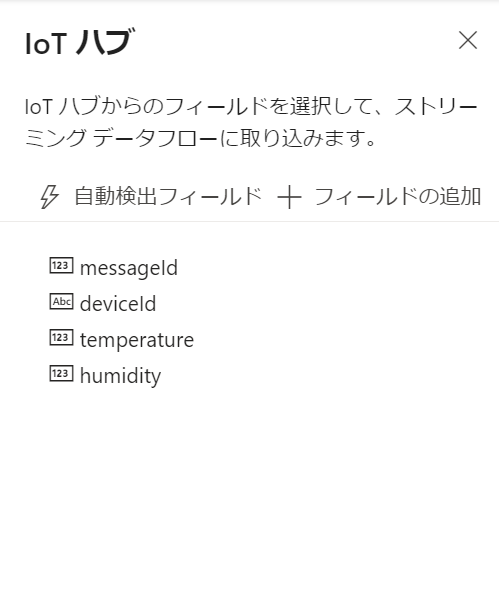 IoT ハブ
IoT ハブからのフィールドを選択して、ストリー
ミング データフローに取り込みます。
自動検出フィールド フィールドの追加
123 messageId
Abc deviceId
123 temperature
123 humidity